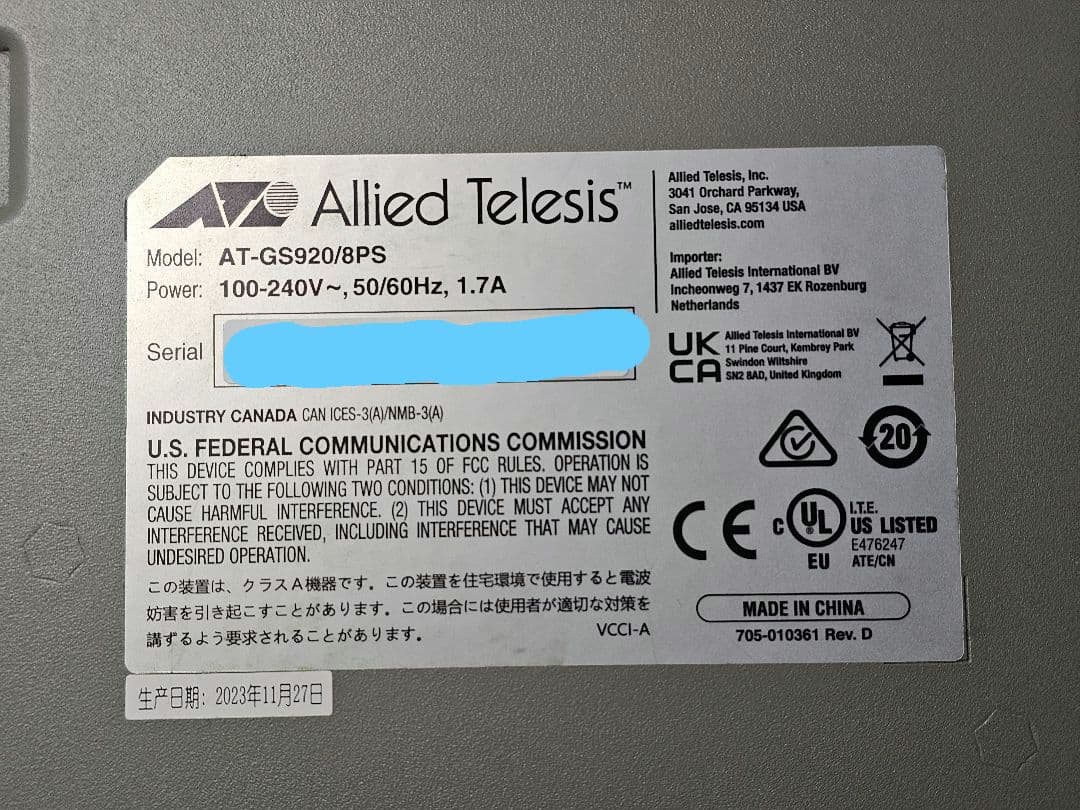 Allied Telesis™
Model: AT-GS920/8PS
Power: 100-240V~, 50/60Hz, 1.7A
Serial
INDUSTRY CANADA CAN ICES-3(A)/NMB-3(A)
U.S. FEDERAL COMMUNICATIONS COMMISSION
THIS DEVICE COMPLIES WITH PART 15 OF FCC RULES. OPERATION IS
SUBJECT TO THE FOLLOWING TWO CONDITIONS: (1) THIS DEVICE MAY NOT
CAUSE HARMFUL INTERFERENCE. (2) THIS DEVICE MUST ACCEPT ANY
INTERFERENCE RECEIVED, INCLUDING INTERFERENCE THAT MAY CAUSE
UNDESIRED OPERATION.
この装置は、クラスA機器です。この装置を住宅環境で使用すると電波
妨害を引き起こすことがあります。この場合には使用者が適切な対策を
講ずるよう要求されることがあります。
VCCI-A
Allied Telesis, Inc.
3041 Orchard Parkway,
San Jose, CA 95134 USA
alliedtelesis.com
Importer:
Allied Telesis International BV
Incheonweg 7, 1437 EK Rozenburg
Netherlands
UK
CA
Allied Telesis International BV
11 Pine Court, Kembrey Park
Swindon Wiltshire
SN2 8AD, United Kingdom
20
CE
C UL US LISTED
I.T.E.
E476247
EU ATE/CN
MADE IN CHINA
705-010361 Rev. D
生产日期: 2023年11月27日